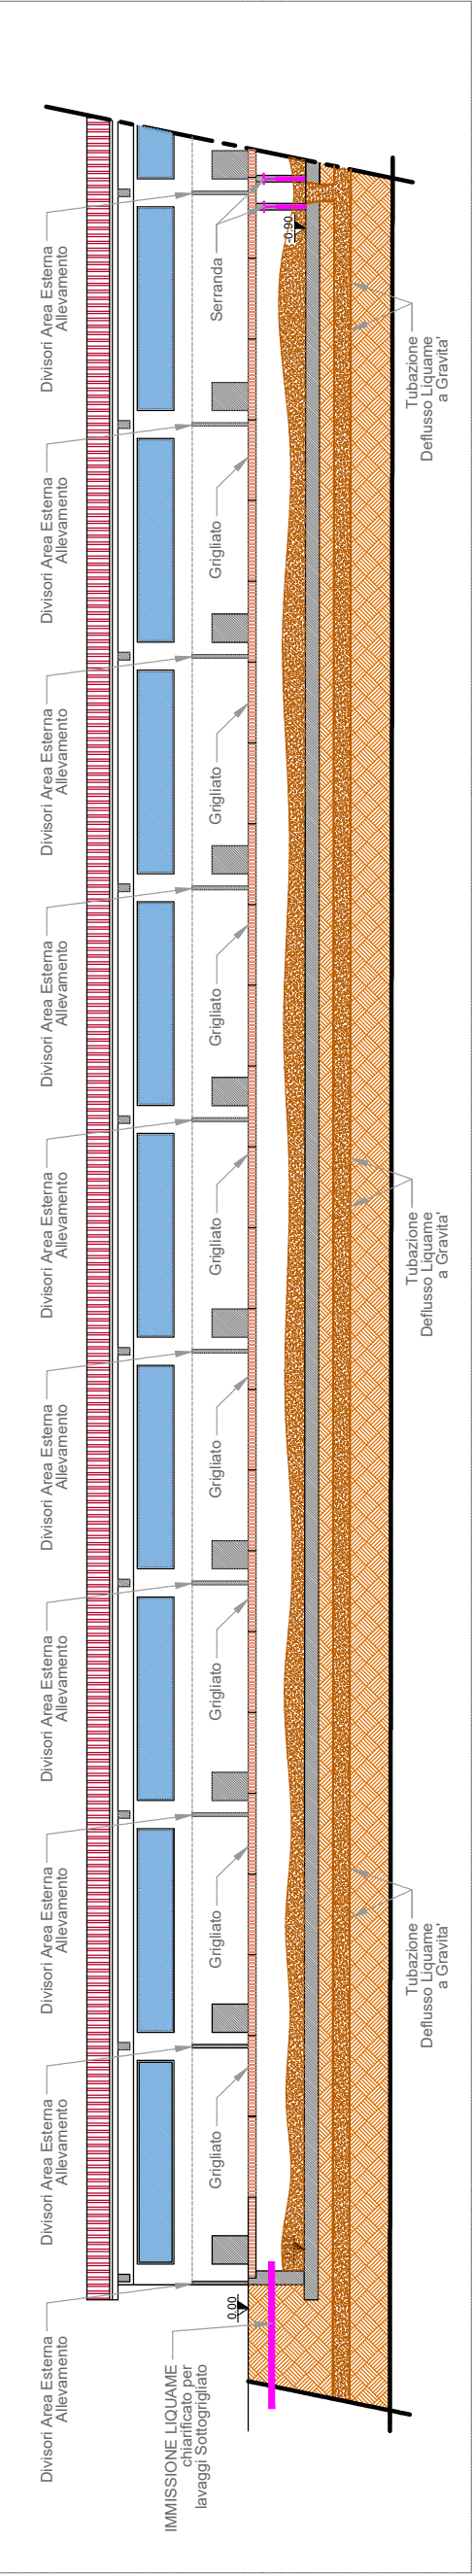 Divisori Area Esterna
Allevamento
Divisori Area Esterna
Allevamento
Divisori Area Esterna
Allevamento
Divisori Area Esterna
Allevamento
Divisori Area Esterna
Allevamento
Divisori Area Esterna
Allevamento
Divisori Area Esterna
Allevamento
Divisori Area Esterna
Allevamento
Divisori Area Esterna
Allevamento
Divisori Area Esterna
Allevamento
IMMISSIONE LIQUAME
chiarificato per
lavaggi Sottogrigliato
0.00
Grigliato
Grigliato
Grigliato
Grigliato
Grigliato
Grigliato
Grigliato
Grigliato
Serranda
-0.90
Tubazione
Deflusso Liquame
a Gravita'
Tubazione
Deflusso Liquame
a Gravita'
Tubazione
Deflusso Liquame
a Gravita'